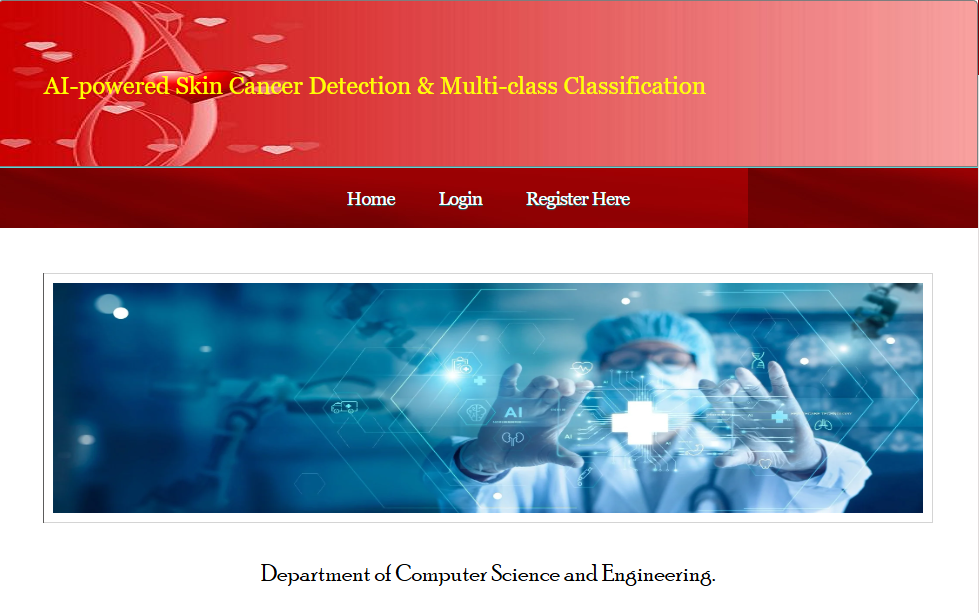 AI-powered Skin Cancer Detection & Multi-class Classification
Home Login Register Here
AI
AI
Department of Computer Science and Engineering.